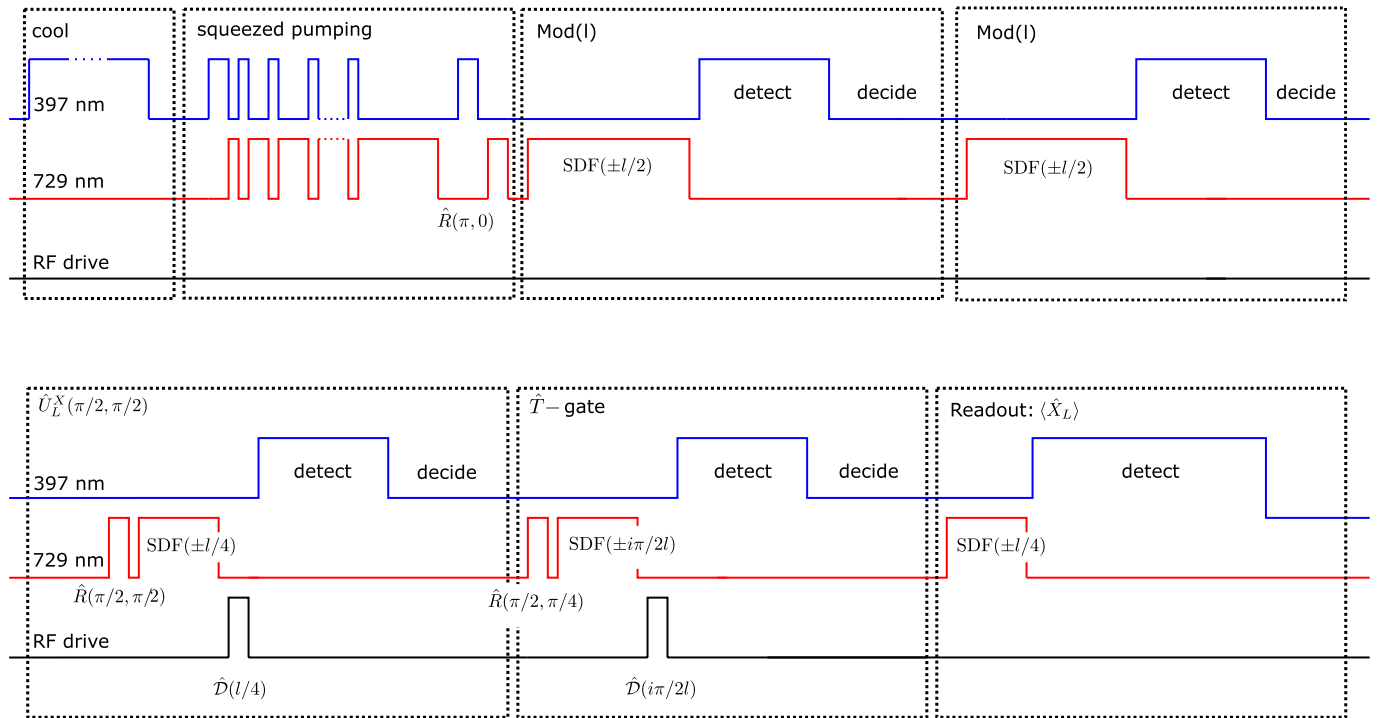 cool
squeezed pumping
Mod(l)
Mod(l)
397 nm
detect
decide
detect
decide
729 nm
SDF(±l/2)
SDF(±l/2)
R̂(π, 0)
RF drive
Û_L^X(π/2, π/2)
T̂ − gate
Readout: ⟨X̂_L⟩
397 nm
detect
decide
detect
decide
detect
729 nm
SDF(±l/4)
SDF(±iπ/2l)
SDF(±l/4)
R̂(π/2, π/2)
R̂(π/2, π/4)
RF drive
𝒟̂(l/4)
𝒟̂(iπ/2l)